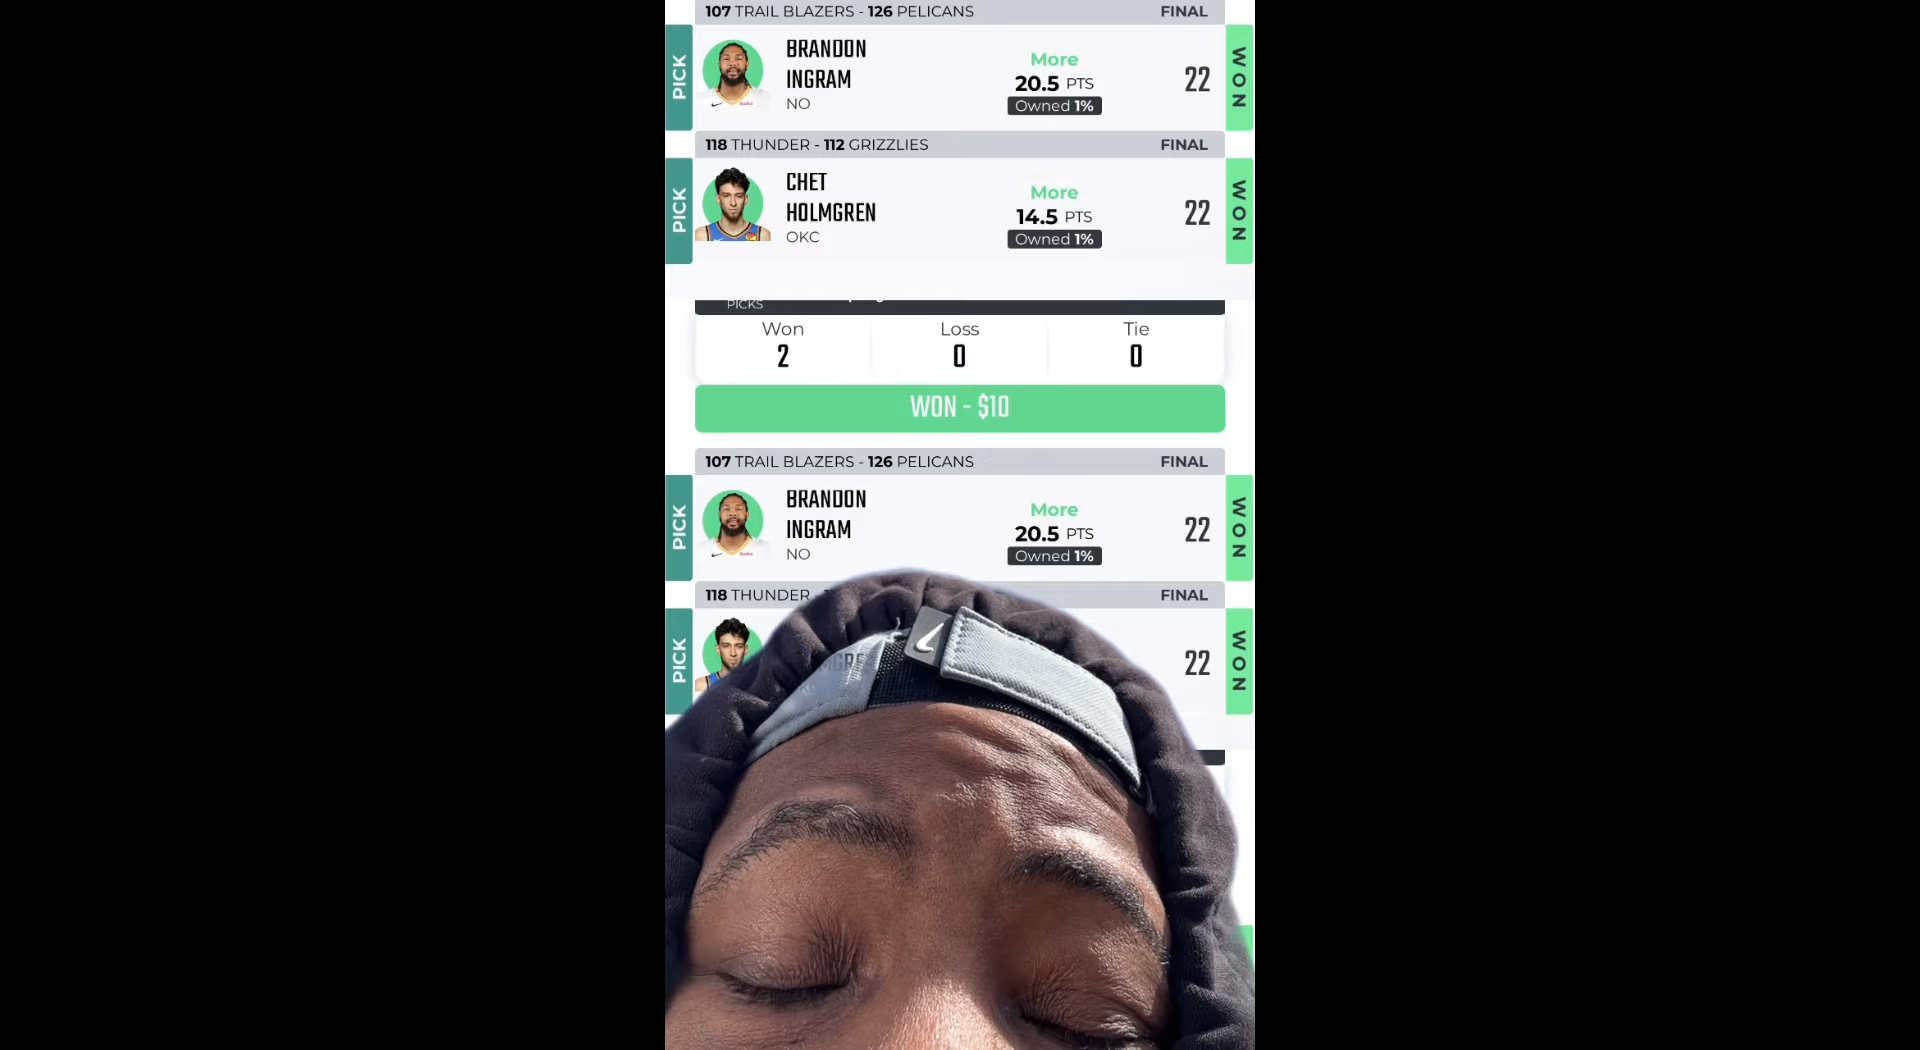 107 TRAIL BLAZERS - 126 PELICANS FINAL
PICK
BRANDON
INGRAM
NO
More
20.5 PTS
Owned 1%
22
WON
118 THUNDER - 112 GRIZZLIES FINAL
PICK
CHET
HOLMGREN
OKC
More
14.5 PTS
Owned 1%
22
WON
PICKS
Won Loss Tie
2 0 0
WON - $10
107 TRAIL BLAZERS - 126 PELICANS FINAL
PICK
BRANDON
INGRAM
NO
More
20.5 PTS
Owned 1%
22
WON
118 THUNDER - FINAL
PICK
22
WON